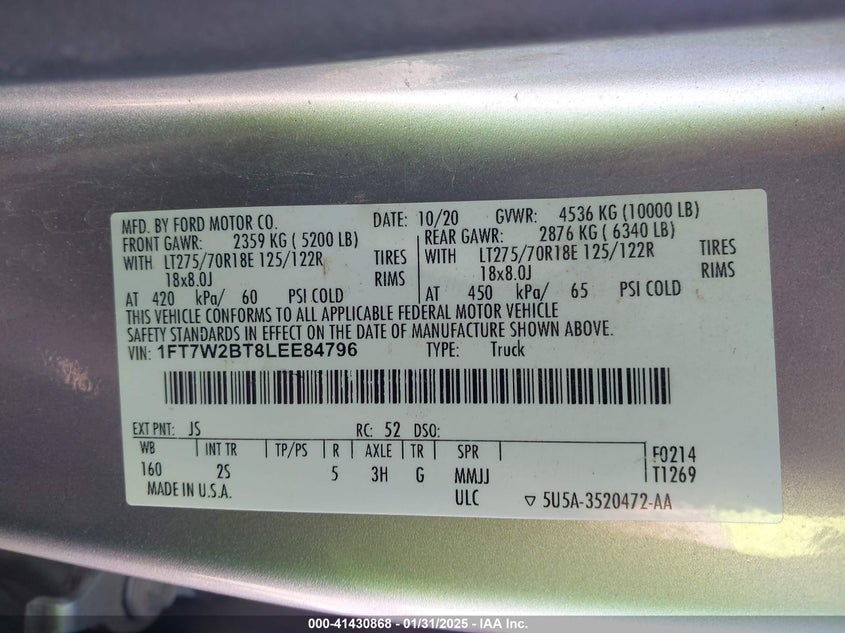 MFD. BY FORD MOTOR CO. DATE: 10/20 GVWR: 4536 KG (10000 LB)
FRONT GAWR: 2359 KG ( 5200 LB) REAR GAWR: 2876 KG ( 6340 LB)
WITH LT275/70R18E 125/122R TIRES WITH LT275/70R18E 125/122R TIRES
18x8.0J RIMS 18x8.0J RIMS
AT 420 kPa/ 60 PSI COLD AT 450 kPa/ 65 PSI COLD
THIS VEHICLE CONFORMS TO ALL APPLICABLE FEDERAL MOTOR VEHICLE
SAFETY STANDARDS IN EFFECT ON THE DATE OF MANUFACTURE SHOWN ABOVE.
VIN: 1FT7W2BT8LEE84796 TYPE: Truck
EXT PNT: JS RC: 52 DSO:
WB INT TR TP/PS R AXLE TR SPR F0214
160 2S 5 3H G MMJJ T1269
MADE IN U.S.A. ULC ▽ 5U5A-3520472-AA
000-41430868 - 01/31/2025 - IAA Inc.